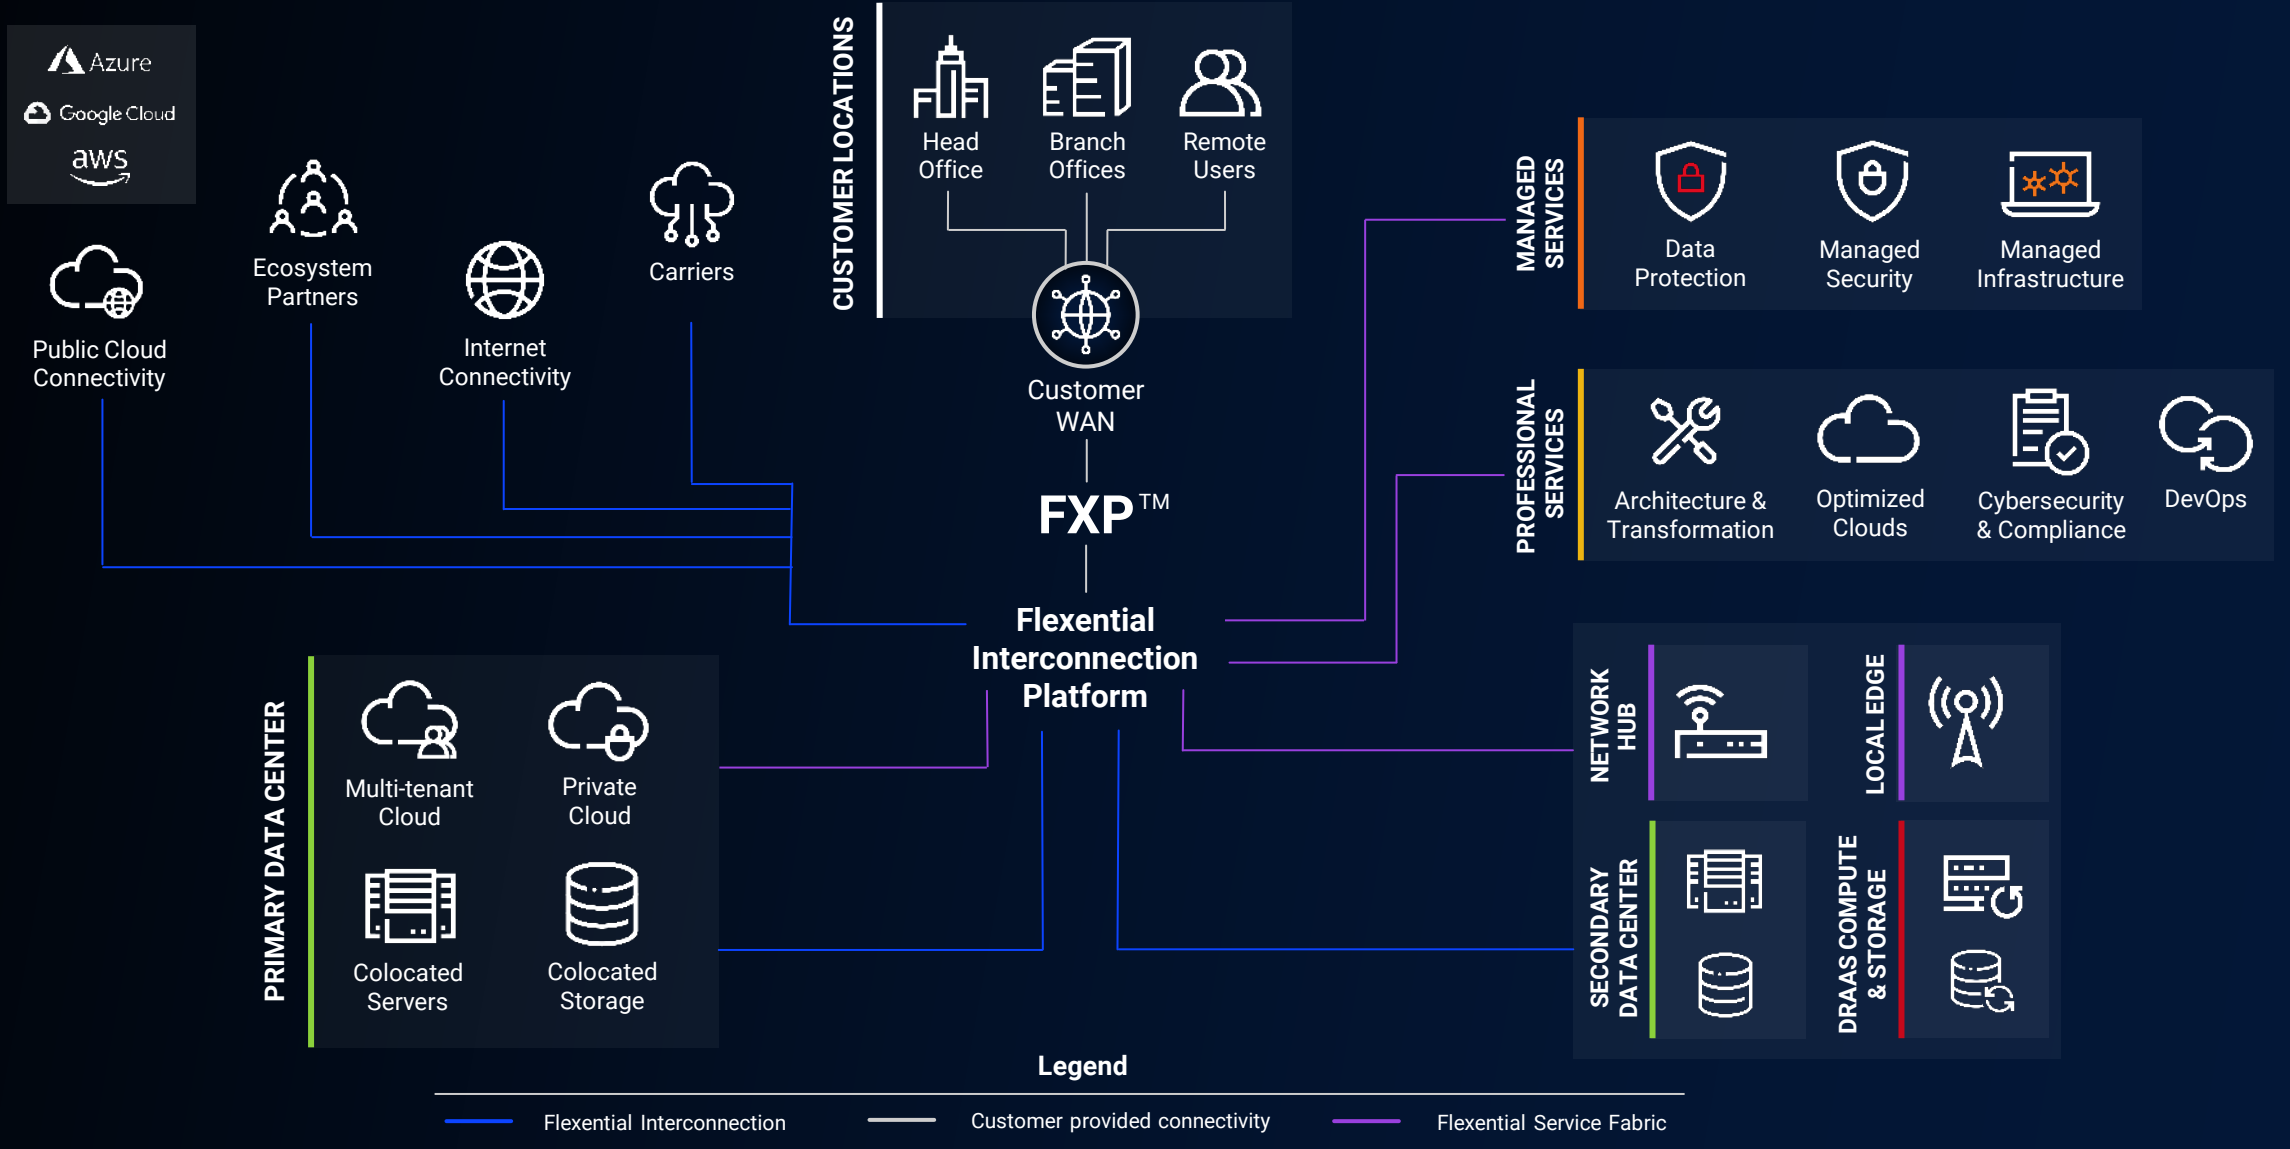 Azure
Google Cloud
aws
Public Cloud
Connectivity
Ecosystem
Partners
Internet
Connectivity
Carriers
CUSTOMER LOCATIONS
Head
Office
Branch
Offices
Remote
Users
Customer
WAN
FXP™
Flexential
Interconnection
Platform
MANAGED
SERVICES
Data
Protection
Managed
Security
Managed
Infrastructure
PROFESSIONAL
SERVICES
Architecture &
Transformation
Optimized
Clouds
Cybersecurity
& Compliance
DevOps
PRIMARY DATA CENTER
Multi-tenant
Cloud
Private
Cloud
Colocated
Servers
Colocated
Storage
NETWORK
HUB
LOCAL EDGE
SECONDARY
DATA CENTER
DRAAS COMPUTE
& STORAGE
Legend
Flexential Interconnection
Customer provided connectivity
Flexential Service Fabric